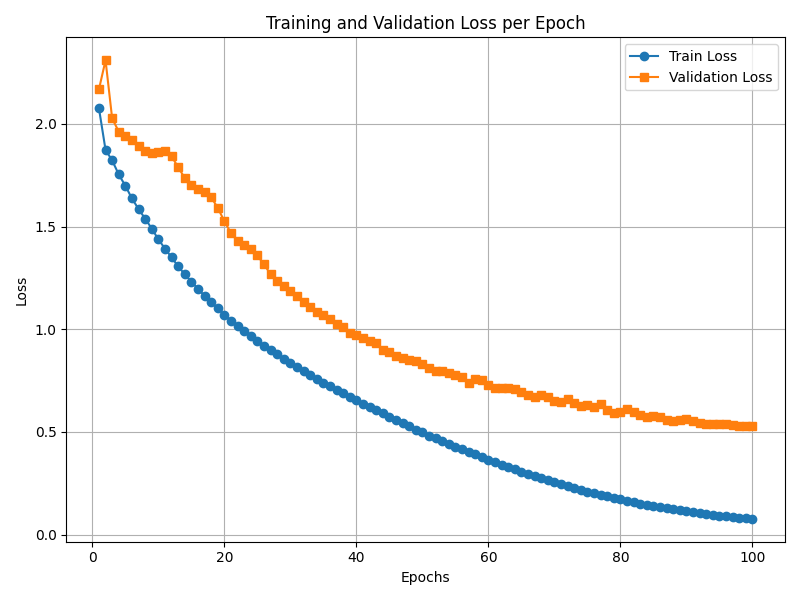 Training and Validation Loss per Epoch
Train Loss
Validation Loss
2.0
1.5
1.0
0.5
0.0
Loss
0 20 40 60 80 100
Epochs